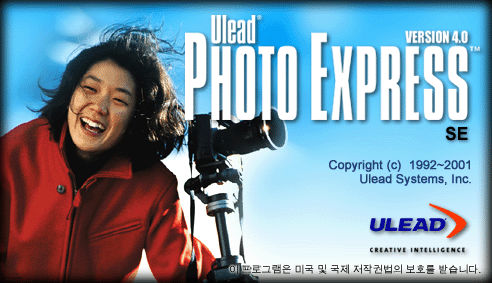 Ulead®
VERSION 4.0
PHOTO EXPRESS™
SE
Copyright (c) 1992~2001
Ulead Systems, Inc.
ULEAD
CREATIVE INTELLIGENCE
이 프로그램은 미국 및 국제 저작권법의 보호를 받습니다.